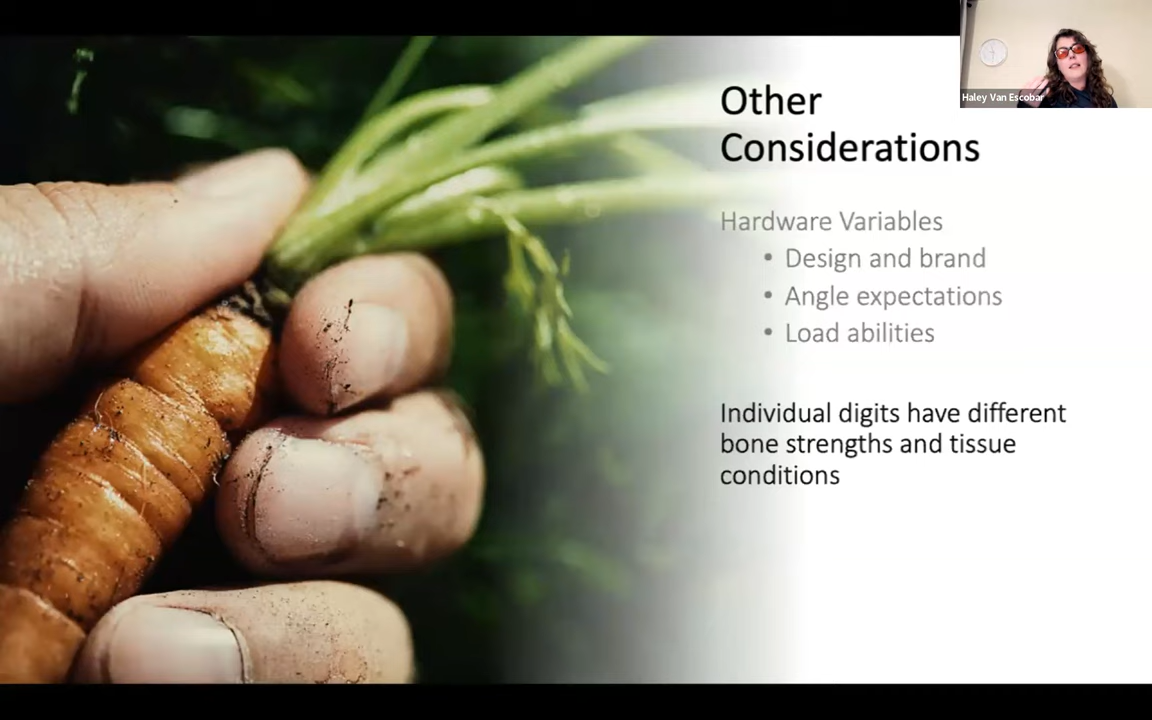 Haley Van Escobar
Other
Considerations
Hardware Variables
• Design and brand
• Angle expectations
• Load abilities
Individual digits have different
bone strengths and tissue
conditions